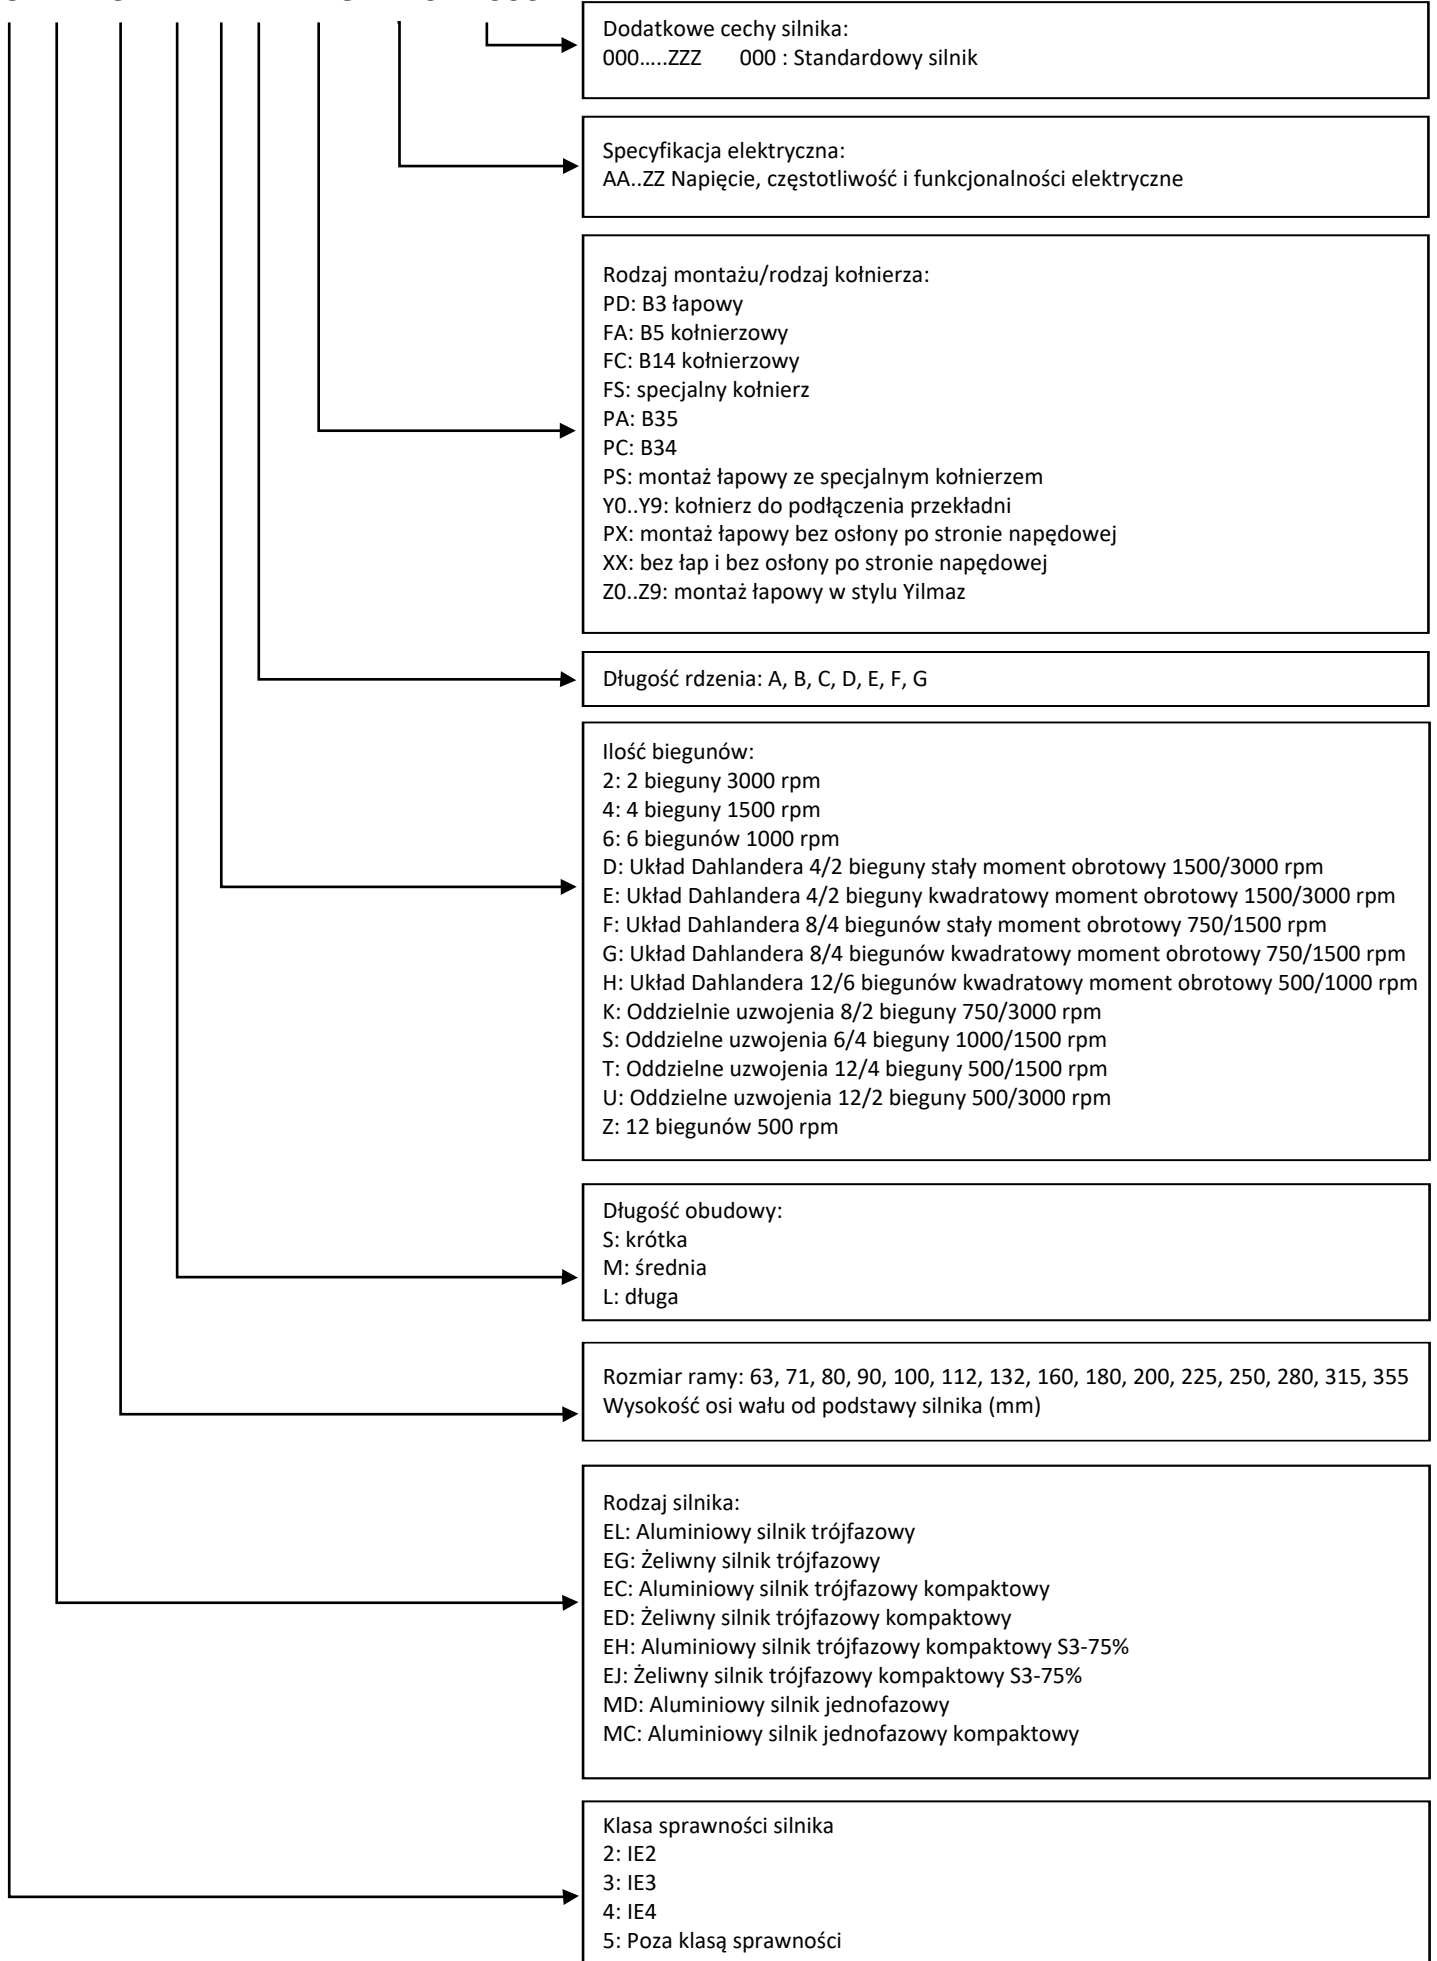 Dodatkowe cechy silnika:
000.....ZZZ 000 : Standardowy silnik
Specyfikacja elektryczna:
AA..ZZ Napięcie, częstotliwość i funkcjonalności elektryczne
Rodzaj montażu/rodzaj kołnierza:
PD: B3 łapowy
FA: B5 kołnierzowy
FC: B14 kołnierzowy
FS: specjalny kołnierz
PA: B35
PC: B34
PS: montaż łapowy ze specjalnym kołnierzem
Y0..Y9: kołnierz do podłączenia przekładni
PX: montaż łapowy bez osłony po stronie napędowej
XX: bez łap i bez osłony po stronie napędowej
Z0..Z9: montaż łapowy w stylu Yilmaz
Długość rdzenia: A, B, C, D, E, F, G
Ilość biegunów:
2: 2 bieguny 3000 rpm
4: 4 bieguny 1500 rpm
6: 6 biegunów 1000 rpm
D: Układ Dahlandera 4/2 bieguny stały moment obrotowy 1500/3000 rpm
E: Układ Dahlandera 4/2 bieguny kwadratowy moment obrotowy 1500/3000 rpm
F: Układ Dahlandera 8/4 biegunów stały moment obrotowy 750/1500 rpm
G: Układ Dahlandera 8/4 biegunów kwadratowy moment obrotowy 750/1500 rpm
H: Układ Dahlandera 12/6 biegunów kwadratowy moment obrotowy 500/1000 rpm
K: Oddzielnie uzwojenia 8/2 bieguny 750/3000 rpm
S: Oddzielne uzwojenia 6/4 bieguny 1000/1500 rpm
T: Oddzielne uzwojenia 12/4 bieguny 500/1500 rpm
U: Oddzielne uzwojenia 12/2 bieguny 500/3000 rpm
Z: 12 biegunów 500 rpm
Długość obudowy:
S: krótka
M: średnia
L: długa
Rozmiar ramy: 63, 71, 80, 90, 100, 112, 132, 160, 180, 200, 225, 250, 280, 315, 355
Wysokość osi wału od podstawy silnika (mm)
Rodzaj silnika:
EL: Aluminiowy silnik trójfazowy
EG: Żeliwny silnik trójfazowy
EC: Aluminiowy silnik trójfazowy kompaktowy
ED: Żeliwny silnik trójfazowy kompaktowy
EH: Aluminiowy silnik trójfazowy kompaktowy S3-75%
EJ: Żeliwny silnik trójfazowy kompaktowy S3-75%
MD: Aluminiowy silnik jednofazowy
MC: Aluminiowy silnik jednofazowy kompaktowy
Klasa sprawności silnika
2: IE2
3: IE3
4: IE4
5: Poza klasą sprawności